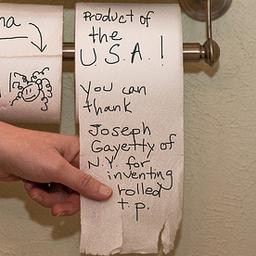 na
Product of
the
U.S.A.!
you can
thank
Joseph
Gayetty of
N.Y. for
inventing
rolled
t.p.